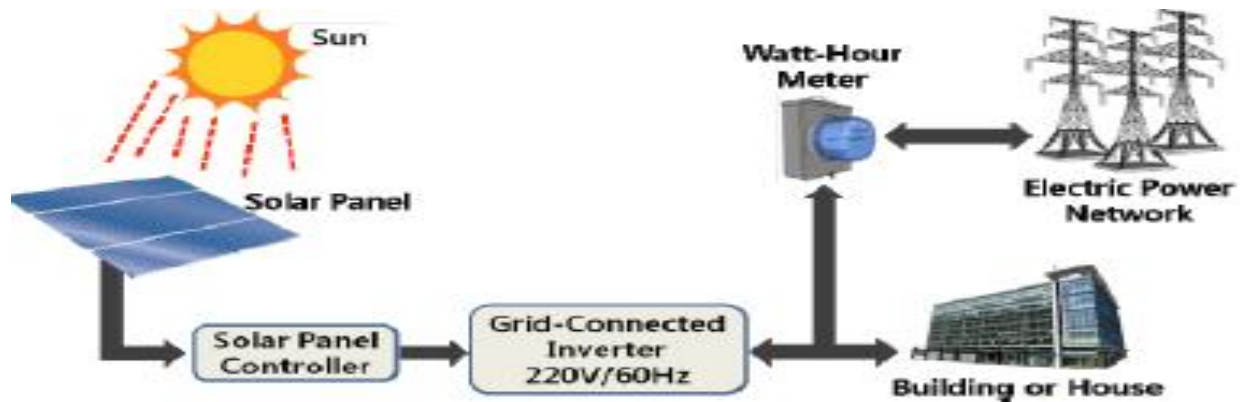 Sun
Watt-Hour
Meter
Solar Panel
Electric Power
Network
Solar Panel
Controller
Grid-Connected
Inverter
220V/60Hz
Building or House